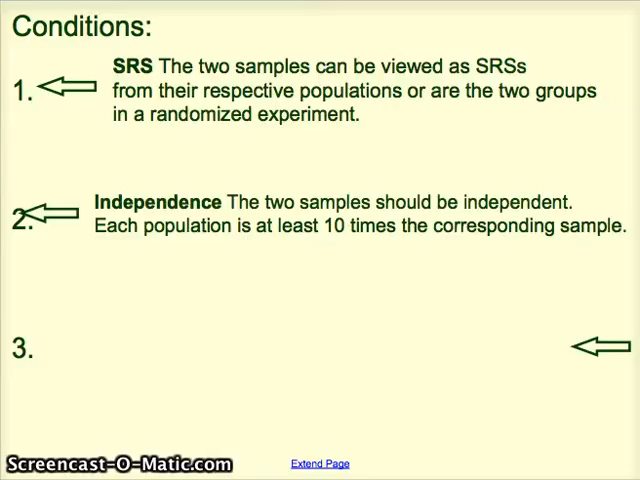 Conditions:
1.
SRS The two samples can be viewed as SRSs
from their respective populations or are the two groups
in a randomized experiment.
2.
Independence The two samples should be independent.
Each population is at least 10 times the corresponding sample.
3.
Screencast-O-Matic.com
Extend Page